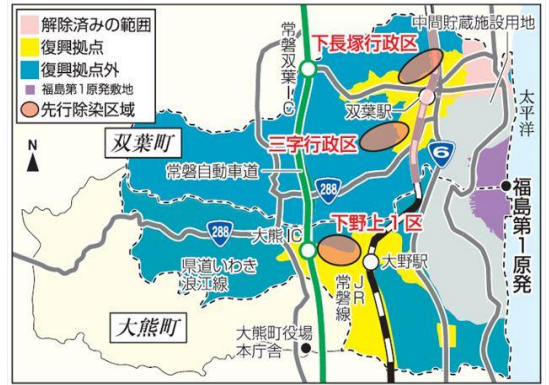 解除済みの範囲
復興拠点
復興拠点外
福島第1原発敷地
先行除染区域
常磐双葉IC
下長塚行政区
中間貯蔵施設用地
双葉駅
太平洋
双葉町
三字行政区
N
常磐自動車道
6
288
福島第1原発
288
下野上1区
大熊IC
大野駅
県道いわき
浪江線
JR
常磐線
大熊町
大熊町役場
本庁舎